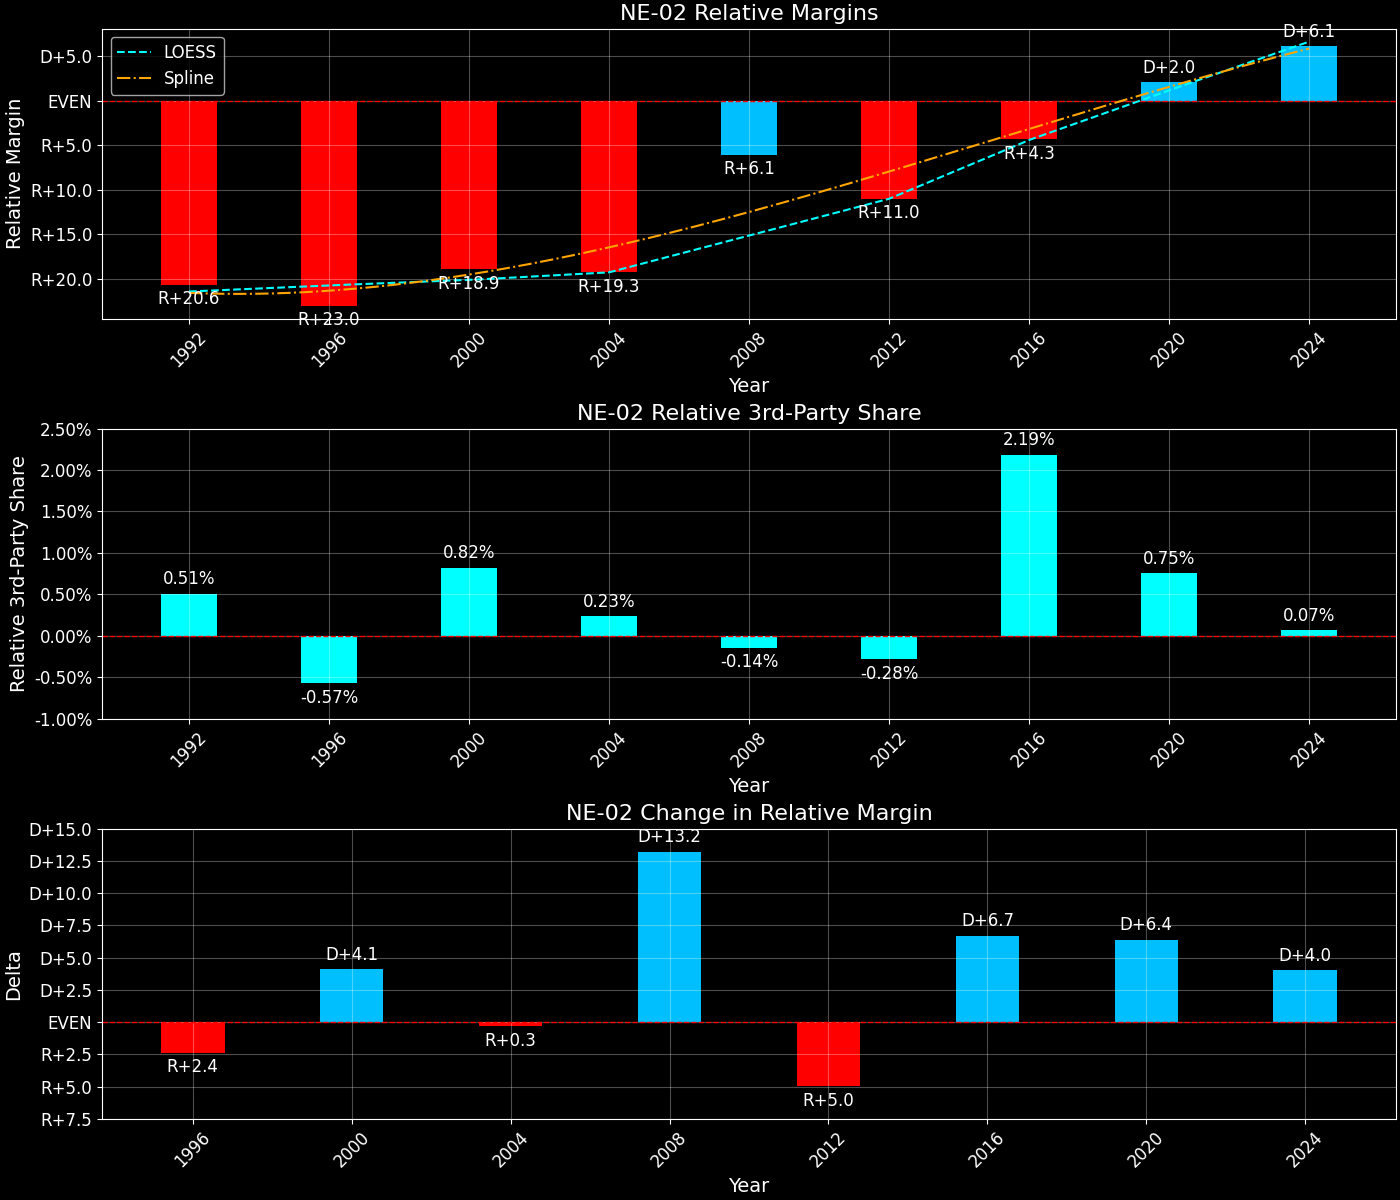 NE-02 Relative Margins
LOESS
Spline
Relative Margin
D+5.0
EVEN
R+5.0
R+10.0
R+15.0
R+20.0
R+20.6
R+23.0
R+18.9
R+19.3
R+6.1
R+11.0
R+4.3
D+2.0
D+6.1
1992
1996
2000
2004
2008
2012
2016
2020
2024
Year
NE-02 Relative 3rd-Party Share
Relative 3rd-Party Share
2.50%
2.00%
1.50%
1.00%
0.50%
0.00%
-0.50%
-1.00%
0.51%
-0.57%
0.82%
0.23%
-0.14%
-0.28%
2.19%
0.75%
0.07%
1992
1996
2000
2004
2008
2012
2016
2020
2024
Year
NE-02 Change in Relative Margin
Delta
D+15.0
D+12.5
D+10.0
D+7.5
D+5.0
D+2.5
EVEN
R+2.5
R+5.0
R+7.5
R+2.4
D+4.1
R+0.3
D+13.2
R+5.0
D+6.7
D+6.4
D+4.0
1996
2000
2004
2008
2012
2016
2020
2024
Year